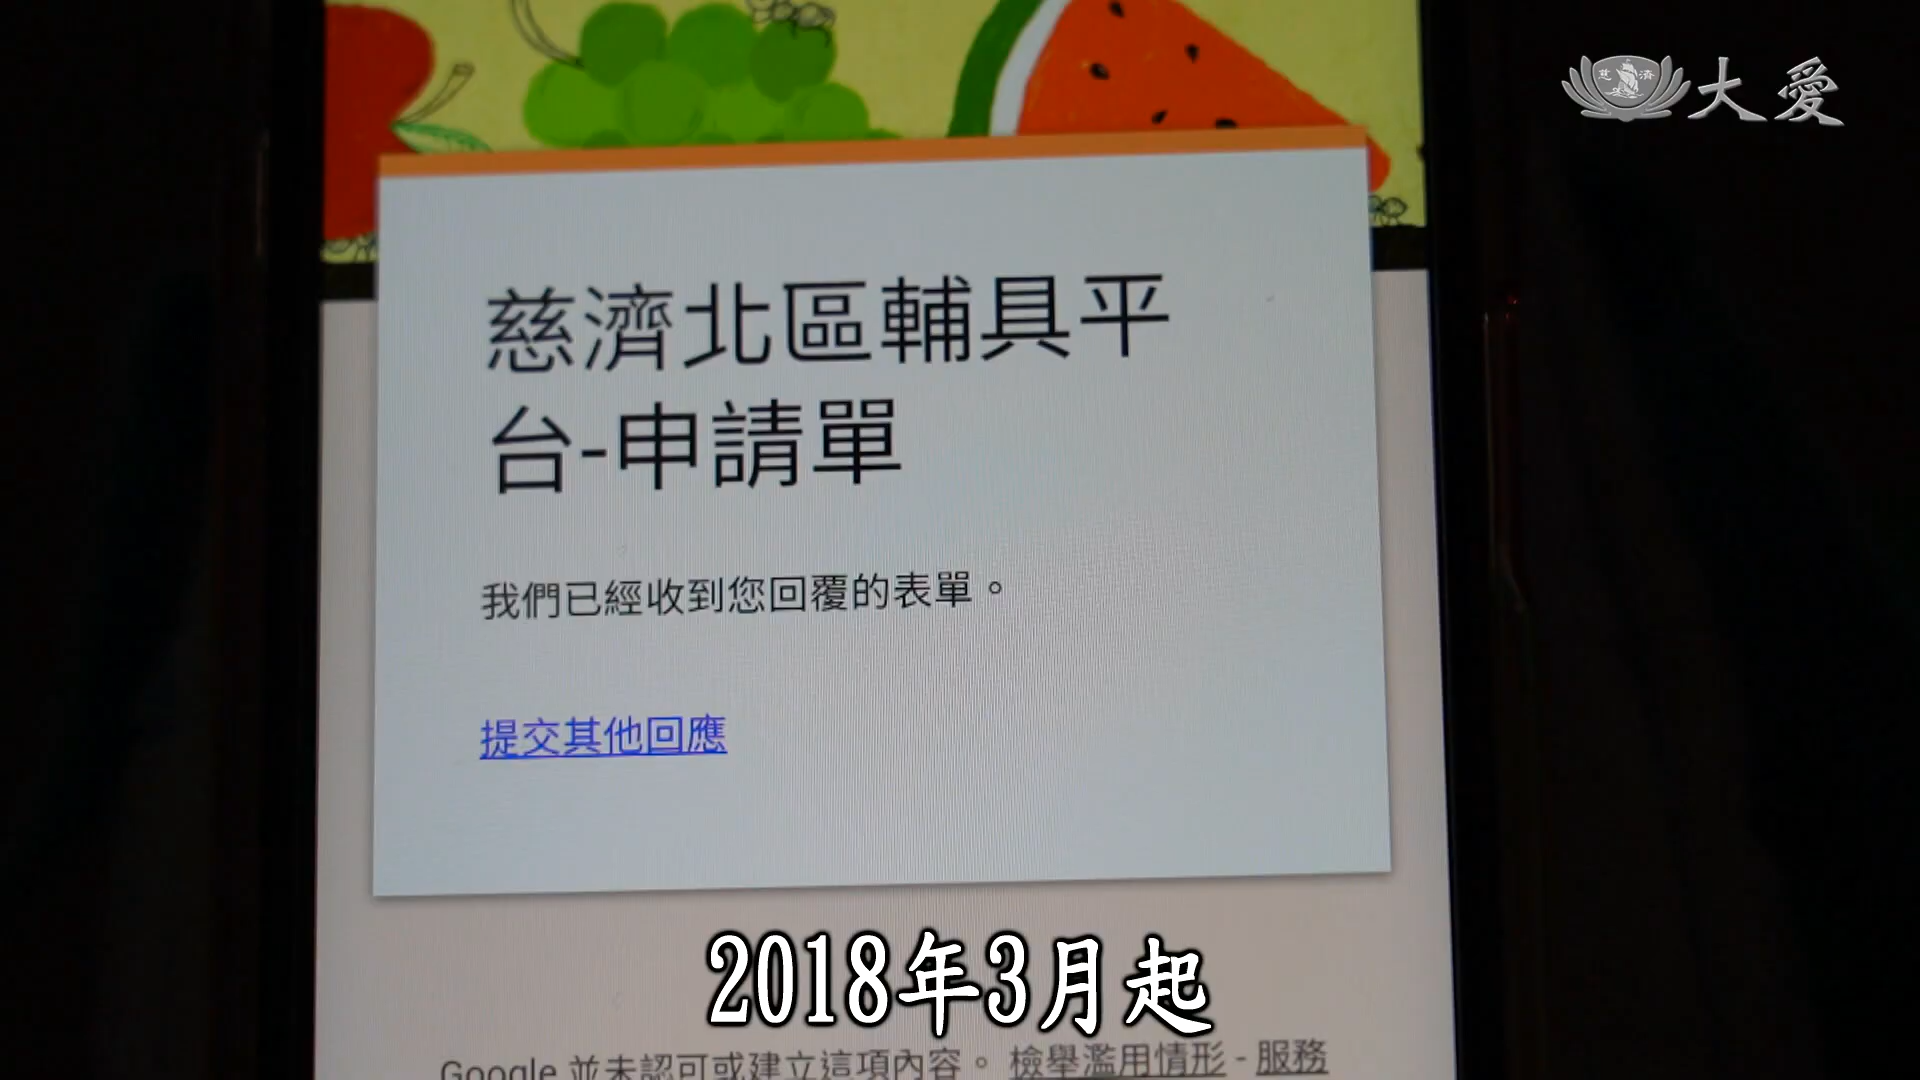 慈濟
大愛
慈濟北區輔具平
台-申請單
我們已經收到您回覆的表單。
提交其他回應
2018年3月起
Google 並未認可或建立這項內容。 檢舉濫用情形 - 服務